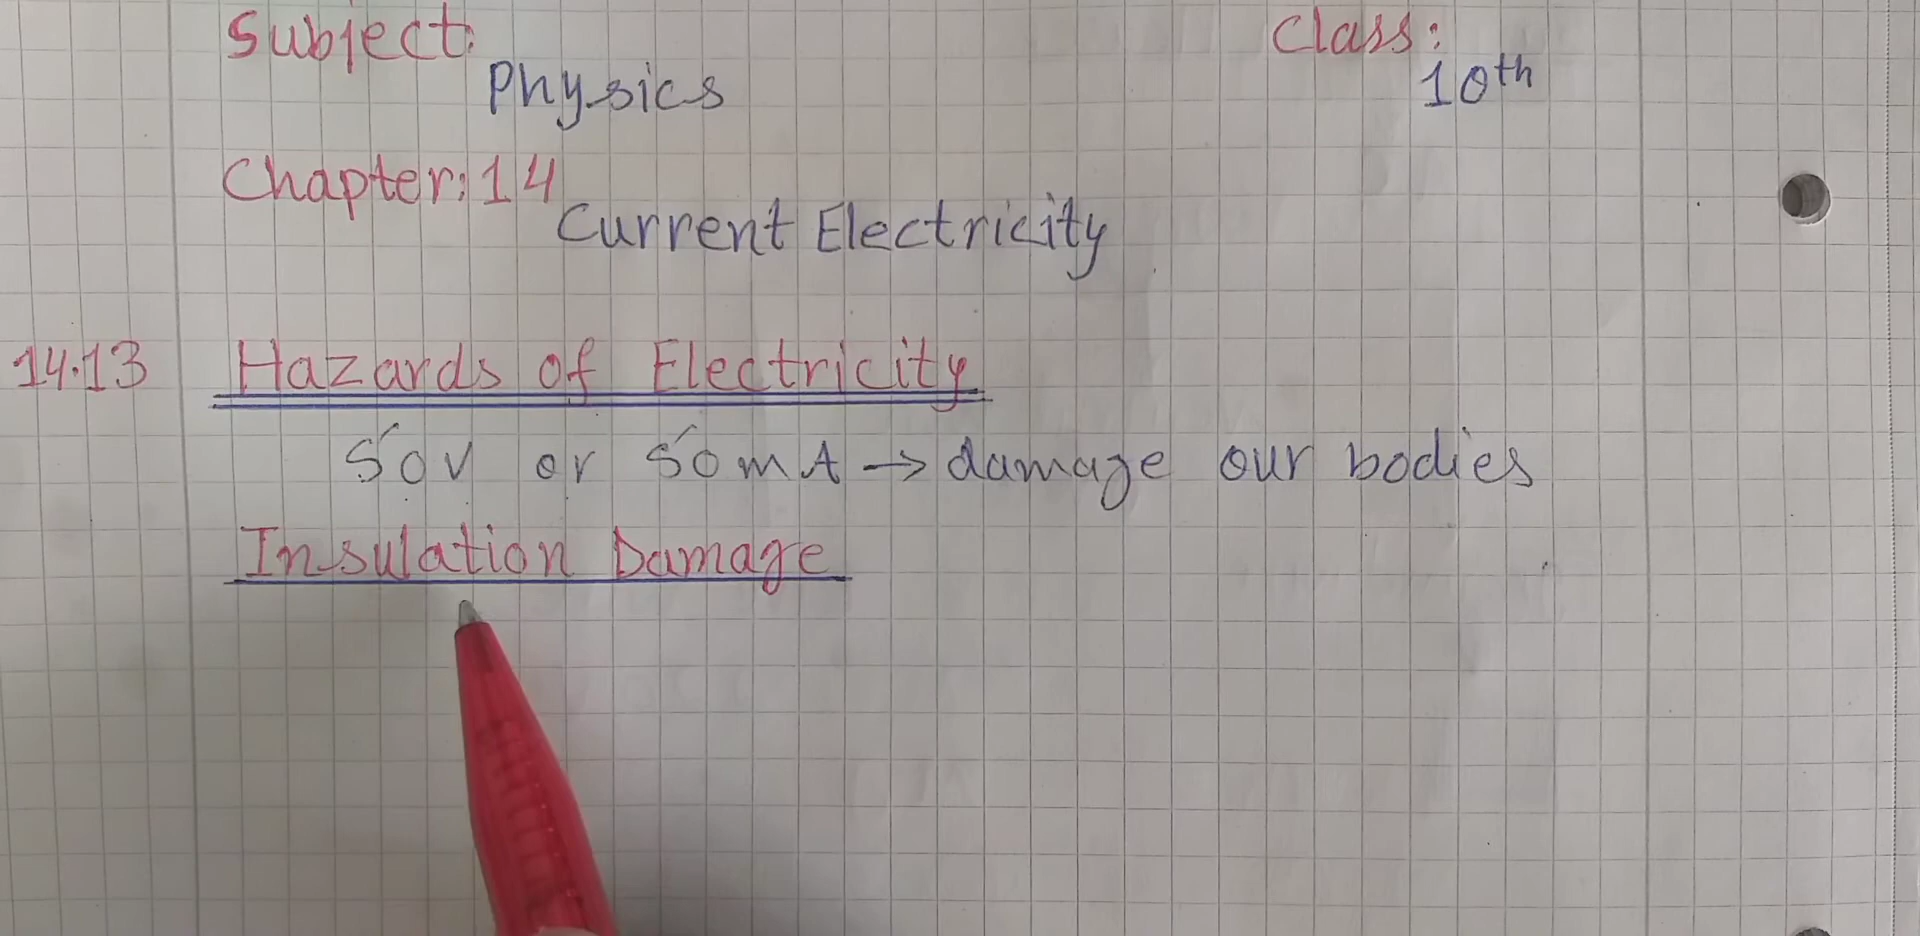 Subject: Class:
Physics 10th
Chapter: 14
Current Electricity
14.13 Hazards of Electricity
50V or 50mA → damage our bodies
Insulation Damage